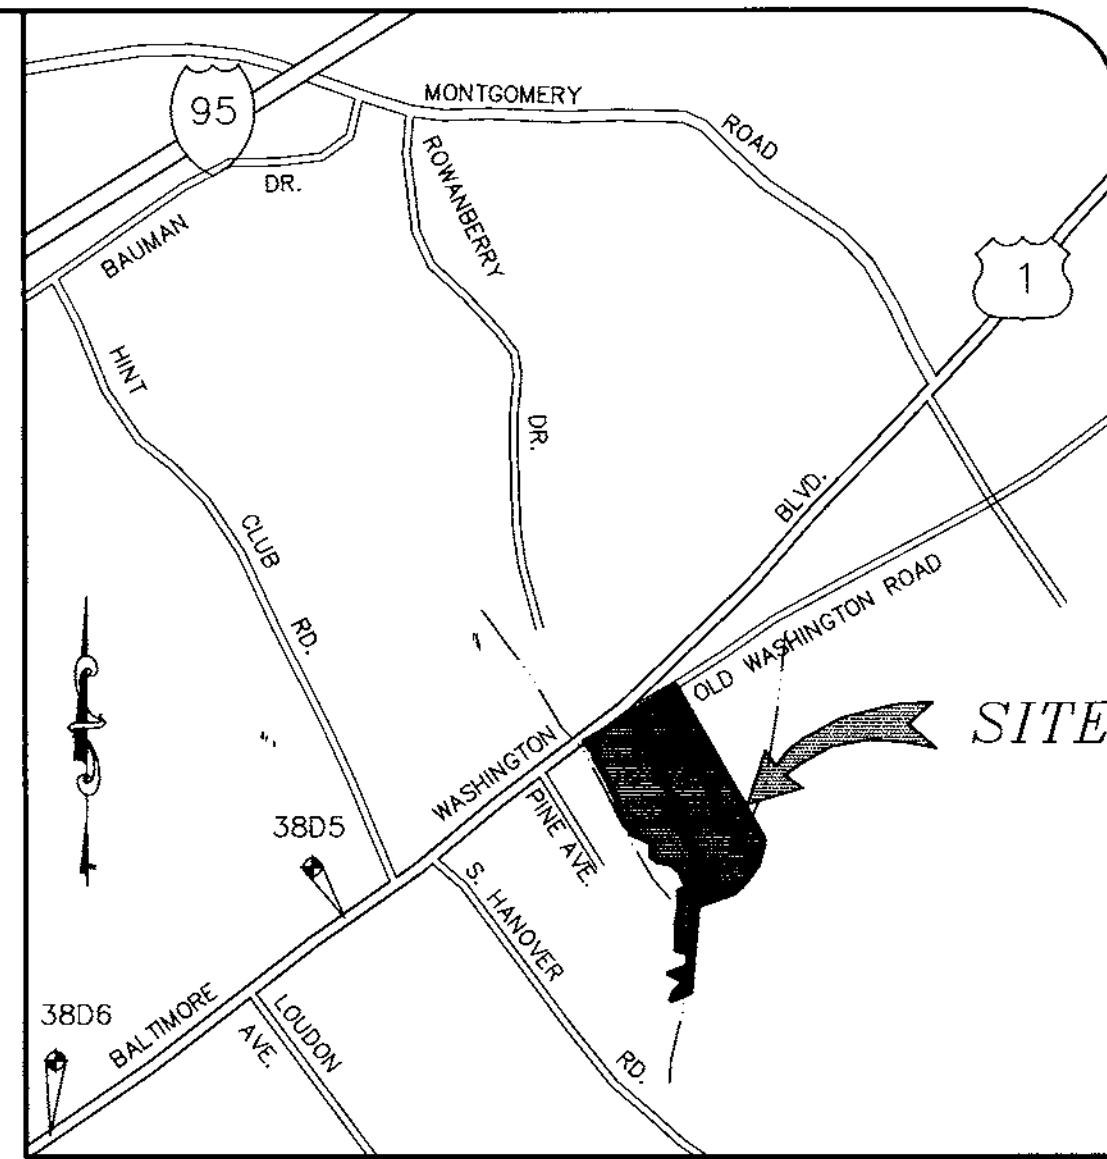 95
MONTGOMERY
ROAD
DR.
BAUMAN
ROWANBERRY
DR.
1
HINT
CLUB
RD.
BLVD.
OLD WASHINGTON ROAD
SITE
WASHINGTON
PINE AVE.
38D5
S. HANOVER
RD.
38D6
BALTIMORE
LOUDON
AVE.